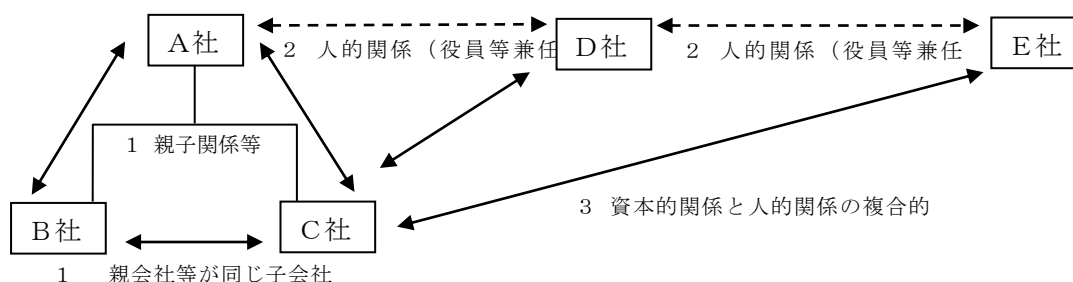 A社
D社
E社
2 人的関係（役員等兼任
2 人的関係（役員等兼任
1 親子関係等
3 資本的関係と人的関係の複合的
B社
C社
1 親会社等が同じ子会社